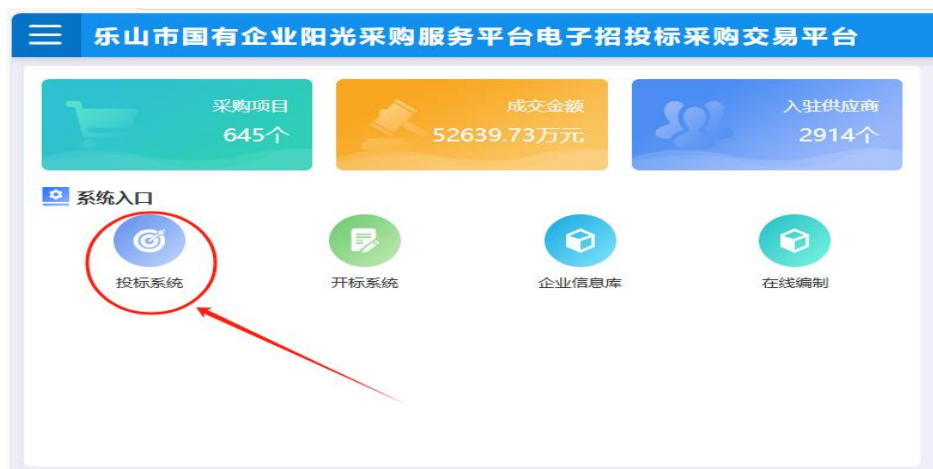 乐山市国有企业阳光采购服务平台电子招投标采购交易平台
采购项目
645个
成交金额
52639.73万元
入驻供应商
2914个
系统入口
投标系统
开标系统
企业信息库
在线编制